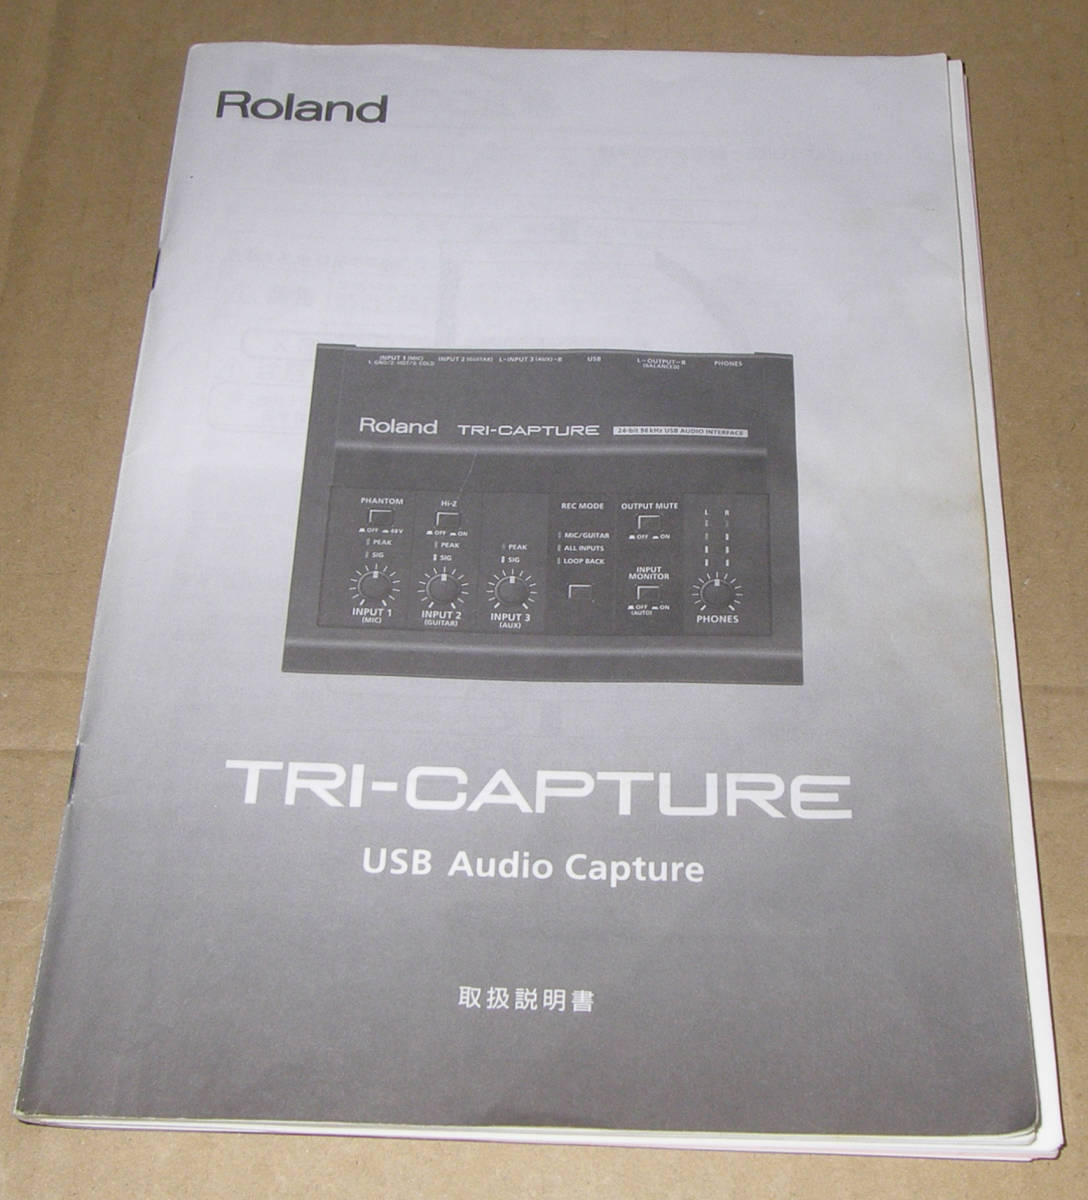 Roland
INPUT 1 (MIC) INPUT 2 (GUITAR) L-INPUT 3 (AUX)-R USB L-OUTPUT-R PHONES
1. GND/2. HOT/3. COLD (BALANCED)
Roland TRI-CAPTURE 24-bit 96kHz USB AUDIO INTERFACE
PHANTOM Hi-Z REC MODE OUTPUT MUTE L R
OFF 48V OFF ON MIC/GUITAR OFF ON
PEAK PEAK PEAK ALL INPUTS
SIG SIG SIG LOOP BACK
INPUT
MONITOR
OFF ON
(AUTO)
INPUT 1 INPUT 2 INPUT 3 PHONES
(MIC) (GUITAR) (AUX)
TRI-CAPTURE
USB Audio Capture
取扱説明書